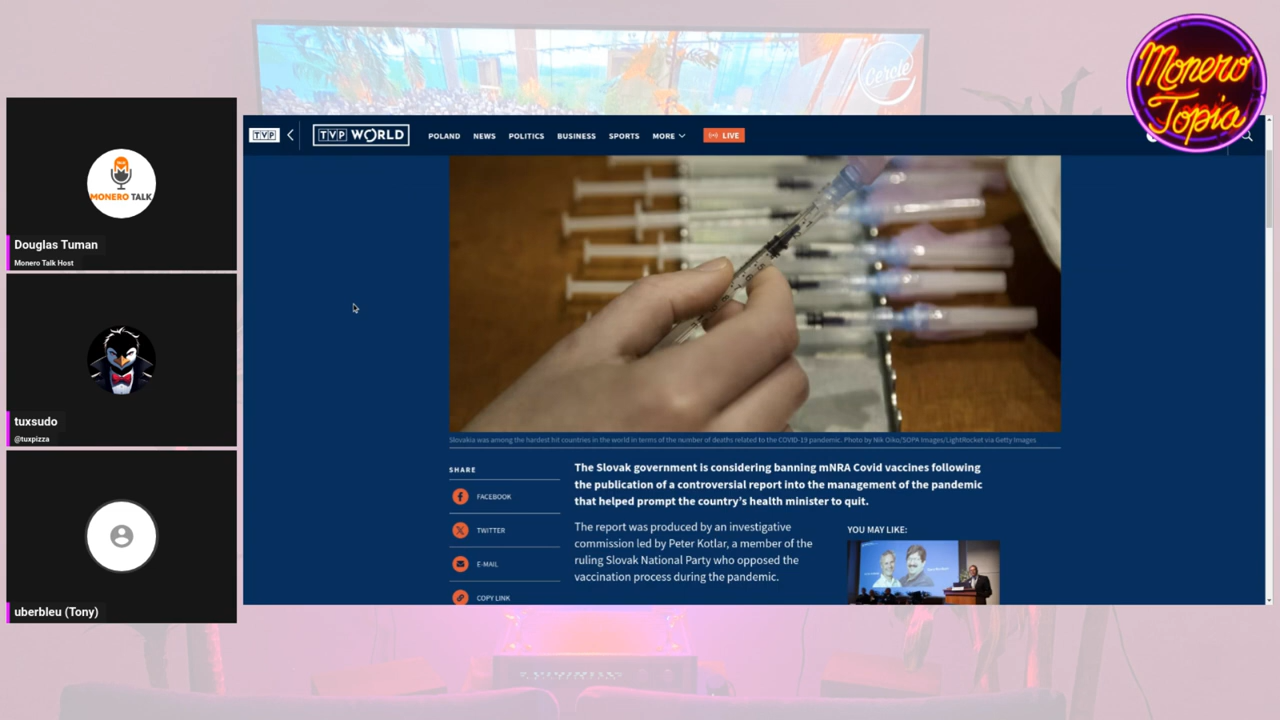 Cercle
Monero
Topia
TVP
TVP WORLD
POLAND NEWS POLITICS BUSINESS SPORTS MORE LIVE
MONERO TALK
Douglas Tuman
Monero Talk Host
tuxsudo
@tuxpizza
uberbleu (Tony)
Slovakia was among the hardest hit countries in the world in terms of the number of deaths related to the COVID-19 pandemic. Photo by Nik Oiko/SOPA Images/LightRocket via Getty Images
SHARE
FACEBOOK
TWITTER
E-MAIL
COPY LINK
The Slovak government is considering banning mNRA Covid vaccines following
the publication of a controversial report into the management of the pandemic
that helped prompt the country's health minister to quit.
The report was produced by an investigative
commission led by Peter Kotlar, a member of the
ruling Slovak National Party who opposed the
vaccination process during the pandemic.
YOU MAY LIKE: